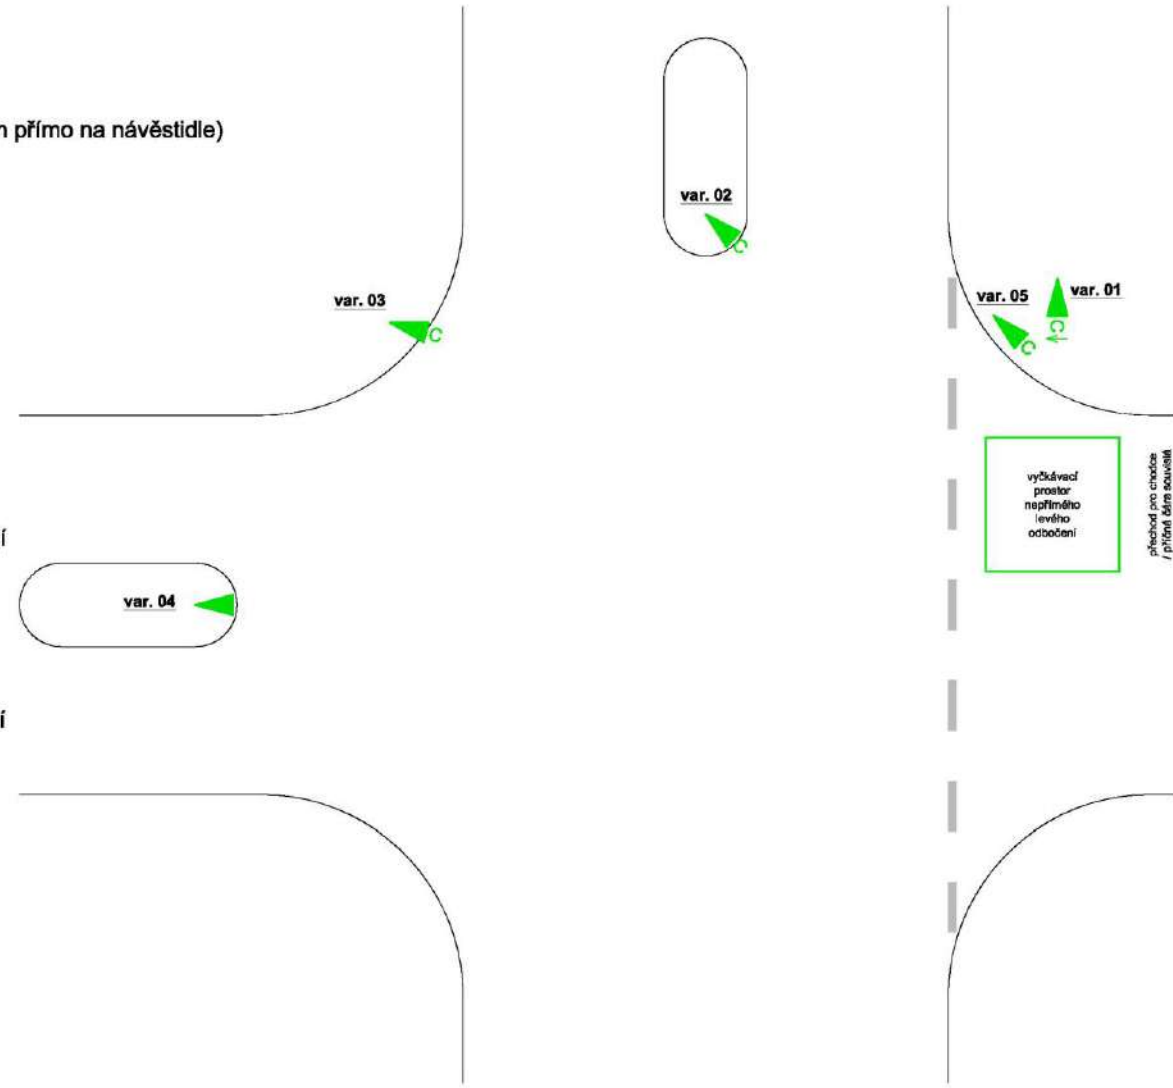 m přímo na návěstidle)
var. 02
C
var. 03
C
var. 05
C
var. 01
C
vyčkávací
prostor
nepřímého
levého
odbočení
přechod pro chodce
/ příčná čára souvislá
í
var. 04
í